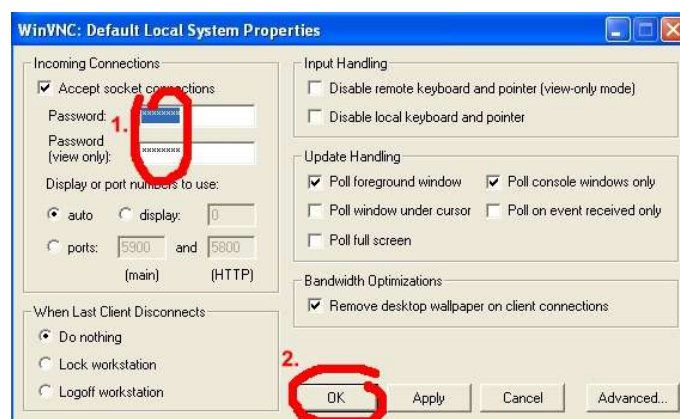 WinVNC: Default Local System Properties
Incoming Connections
Accept socket connections
Password:
1.
xxxxxxxx
Password
(view only):
xxxxxxxx
Display or port numbers to use:
auto display: 0
ports: 5900 and 5800
(main) (HTTP)
When Last Client Disconnects
Do nothing
Lock workstation
Logoff workstation
Input Handling
Disable remote keyboard and pointer (view-only mode)
Disable local keyboard and pointer
Update Handling
Poll foreground window Poll console windows only
Poll window under cursor Poll on event received only
Poll full screen
Bandwidth Optimizations
Remove desktop wallpaper on client connections
2.
OK Apply Cancel Advanced...